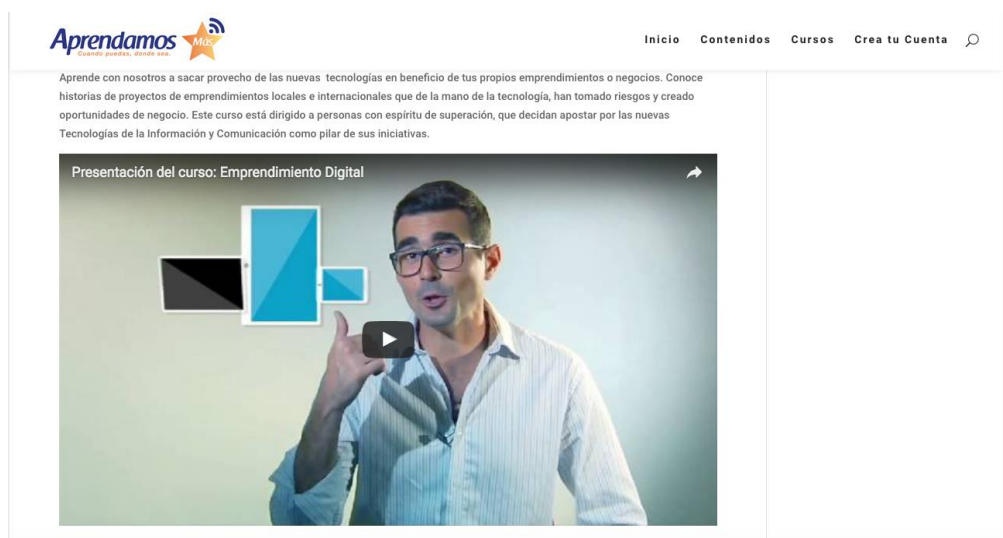 Aprendamos
Más
Cuando puedas, donde sea.
Inicio Contenidos Cursos Crea tu Cuenta
Aprende con nosotros a sacar provecho de las nuevas tecnologías en beneficio de tus propios emprendimientos o negocios. Conoce
historias de proyectos de emprendimientos locales e internacionales que de la mano de la tecnología, han tomado riesgos y creado
oportunidades de negocio. Este curso está dirigido a personas con espíritu de superación, que decidan apostar por las nuevas
Tecnologías de la Información y Comunicación como pilar de sus iniciativas.
Presentación del curso: Emprendimiento Digital